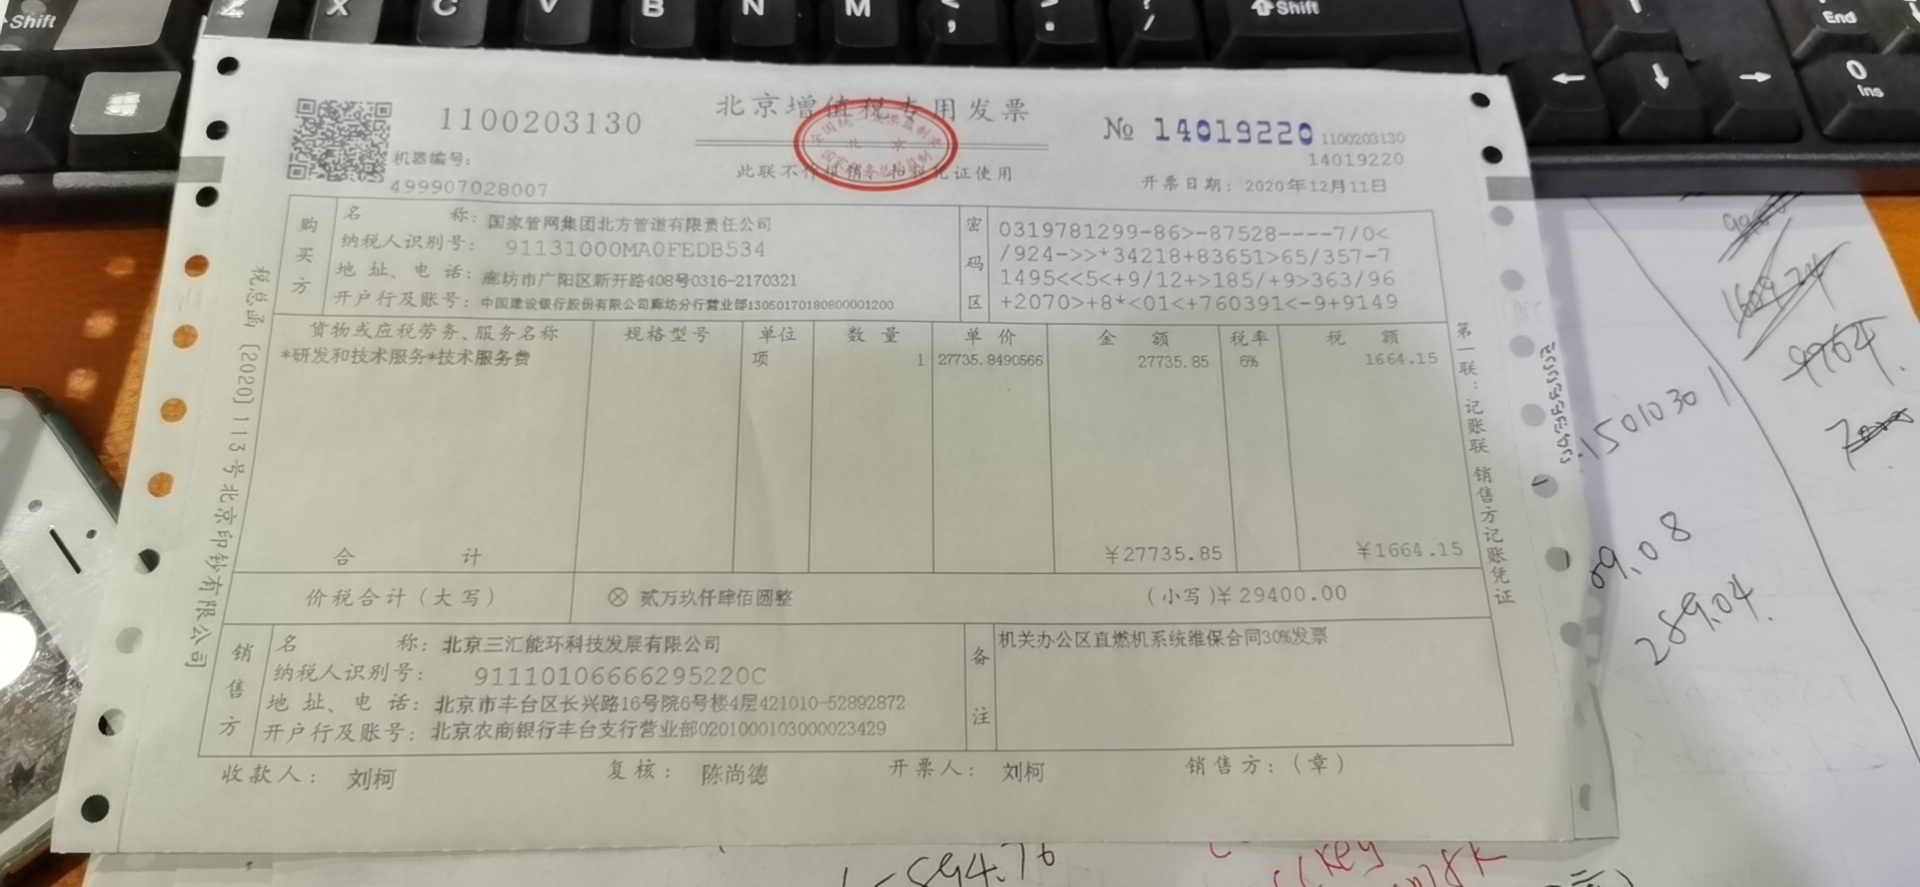 Shift
Z X C V B N M < , > . ? / Shift
End
0 Ins
1100203130
北京增值税专用发票
№ 14019220
1100203130
14019220
机器编号:
499907028007
此联不作报销、扣税凭证使用
开票日期: 2020年12月11日
购买方
名称: 国家管网集团北方管道有限责任公司
纳税人识别号: 91131000MA0FEDB534
地址、电话: 廊坊市广阳区新开路408号0316-2170321
开户行及账号: 中国建设银行股份有限公司廊坊分行营业部13050170180800001200
密码区
0319781299-86>-87528----7/0<
/924->>*34218+83651>65/357-7
1495<<5<+9/12+>185/+9>363/96
+2070>+8*<01<+760391<-9+9149
货物或应税劳务、服务名称 规格型号 单位 数量 单价 金额 税率 税额
*研发和技术服务*技术服务费 项 1 27735.8490566 27735.85 6% 1664.15
合计 ¥27735.85 ¥1664.15
价税合计(大写) ⊗ 贰万玖仟肆佰圆整 (小写)¥29400.00
销售方
名称: 北京三汇能环科技发展有限公司
纳税人识别号: 91110106666295220C
地址、电话: 北京市丰台区长兴路16号院6号楼4层421010-52892872
开户行及账号: 北京农商银行丰台支行营业部0201000103000023429
备注
机关办公区直燃机系统维保合同30%发票
收款人: 刘柯 复核: 陈尚德 开票人: 刘柯 销售方:(章)
税总函[2020]113号北京印钞有限公司
第一联:记账联 销售方记账凭证
1501030
289.04